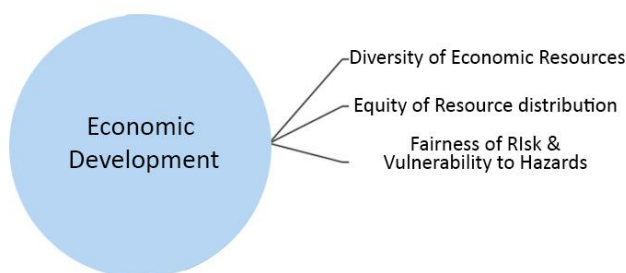 Economic
Development
Diversity of Economic Resources
Equity of Resource distribution
Fairness of RIsk &
Vulnerability to Hazards